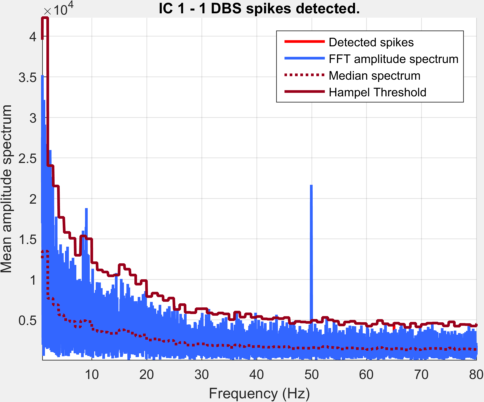 IC 1 - 1 DBS spikes detected.
×10⁴
Detected spikes
FFT amplitude spectrum
Median spectrum
Hampel Threshold
Mean amplitude spectrum
4
3.5
3
2.5
2
1.5
1
0.5
10 20 30 40 50 60 70 80
Frequency (Hz)